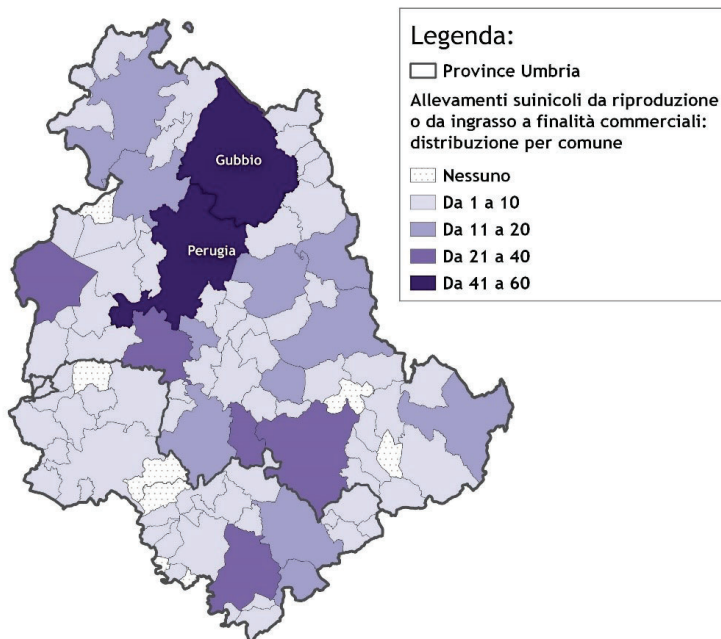 Legenda:
Province Umbria
Allevamenti suinicoli da riproduzione
o da ingrasso a finalità commerciali:
distribuzione per comune
Nessuno
Da 1 a 10
Da 11 a 20
Da 21 a 40
Da 41 a 60
Gubbio
Perugia